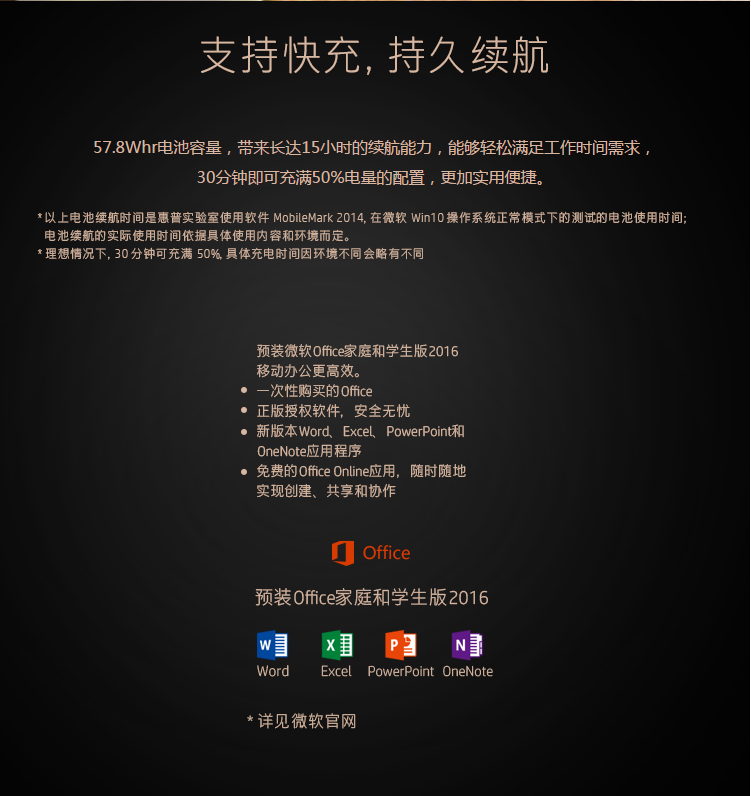 支持快充, 持久续航
57.8Whr电池容量，带来长达15小时的续航能力，能够轻松满足工作时间需求，
30分钟即可充满50%电量的配置，更加实用便捷。
*以上电池续航时间是惠普实验室使用软件 MobileMark 2014, 在微软 Win10 操作系统正常模式下的测试的电池使用时间;
电池续航的实际使用时间依据具体使用内容和环境而定。
* 理想情况下, 30 分钟可充满 50%, 具体充电时间因环境不同会略有不同
预装微软Office家庭和学生版2016
移动办公更高效。
• 一次性购买的Office
• 正版授权软件，安全无忧
• 新版本Word、Excel、PowerPoint和
OneNote应用程序
• 免费的Office Online应用，随时随地
实现创建、共享和协作
Office
预装Office家庭和学生版2016
W X P N
Word Excel PowerPoint OneNote
* 详见微软官网